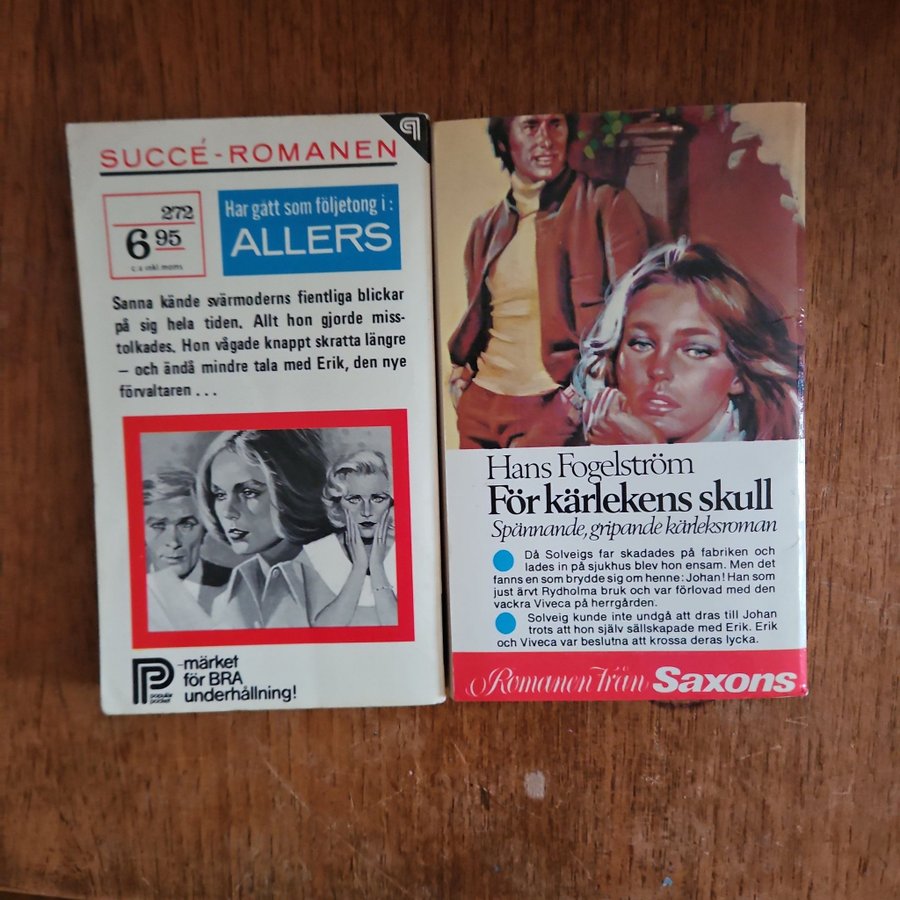 SUCCÉ-ROMANEN
272
6 95
c:a inkl. moms
Har gått som följetong i:
ALLERS
Sanna kände svärmoderns fientliga blickar
på sig hela tiden. Allt hon gjorde miss-
tolkades. Hon vågade knappt skratta längre
– och ändå mindre tala med Erik, den nye
förvaltaren . . .
P
populär
pocket
-märket
för BRA
underhållning!
Hans Fogelström
För kärlekens skull
Spännande, gripande kärleksroman
Då Solveigs far skadades på fabriken och
lades in på sjukhus blev hon ensam. Men det
fanns en som brydde sig om henne: Johan! Han som
just ärvt Rydholma bruk och var förlovad med den
vackra Viveca på herrgården.
Solveig kunde inte undgå att dras till Johan
trots att hon själv sällskapade med Erik. Erik
och Viveca var beslutna att krossa deras lycka.
Romanen från Saxons